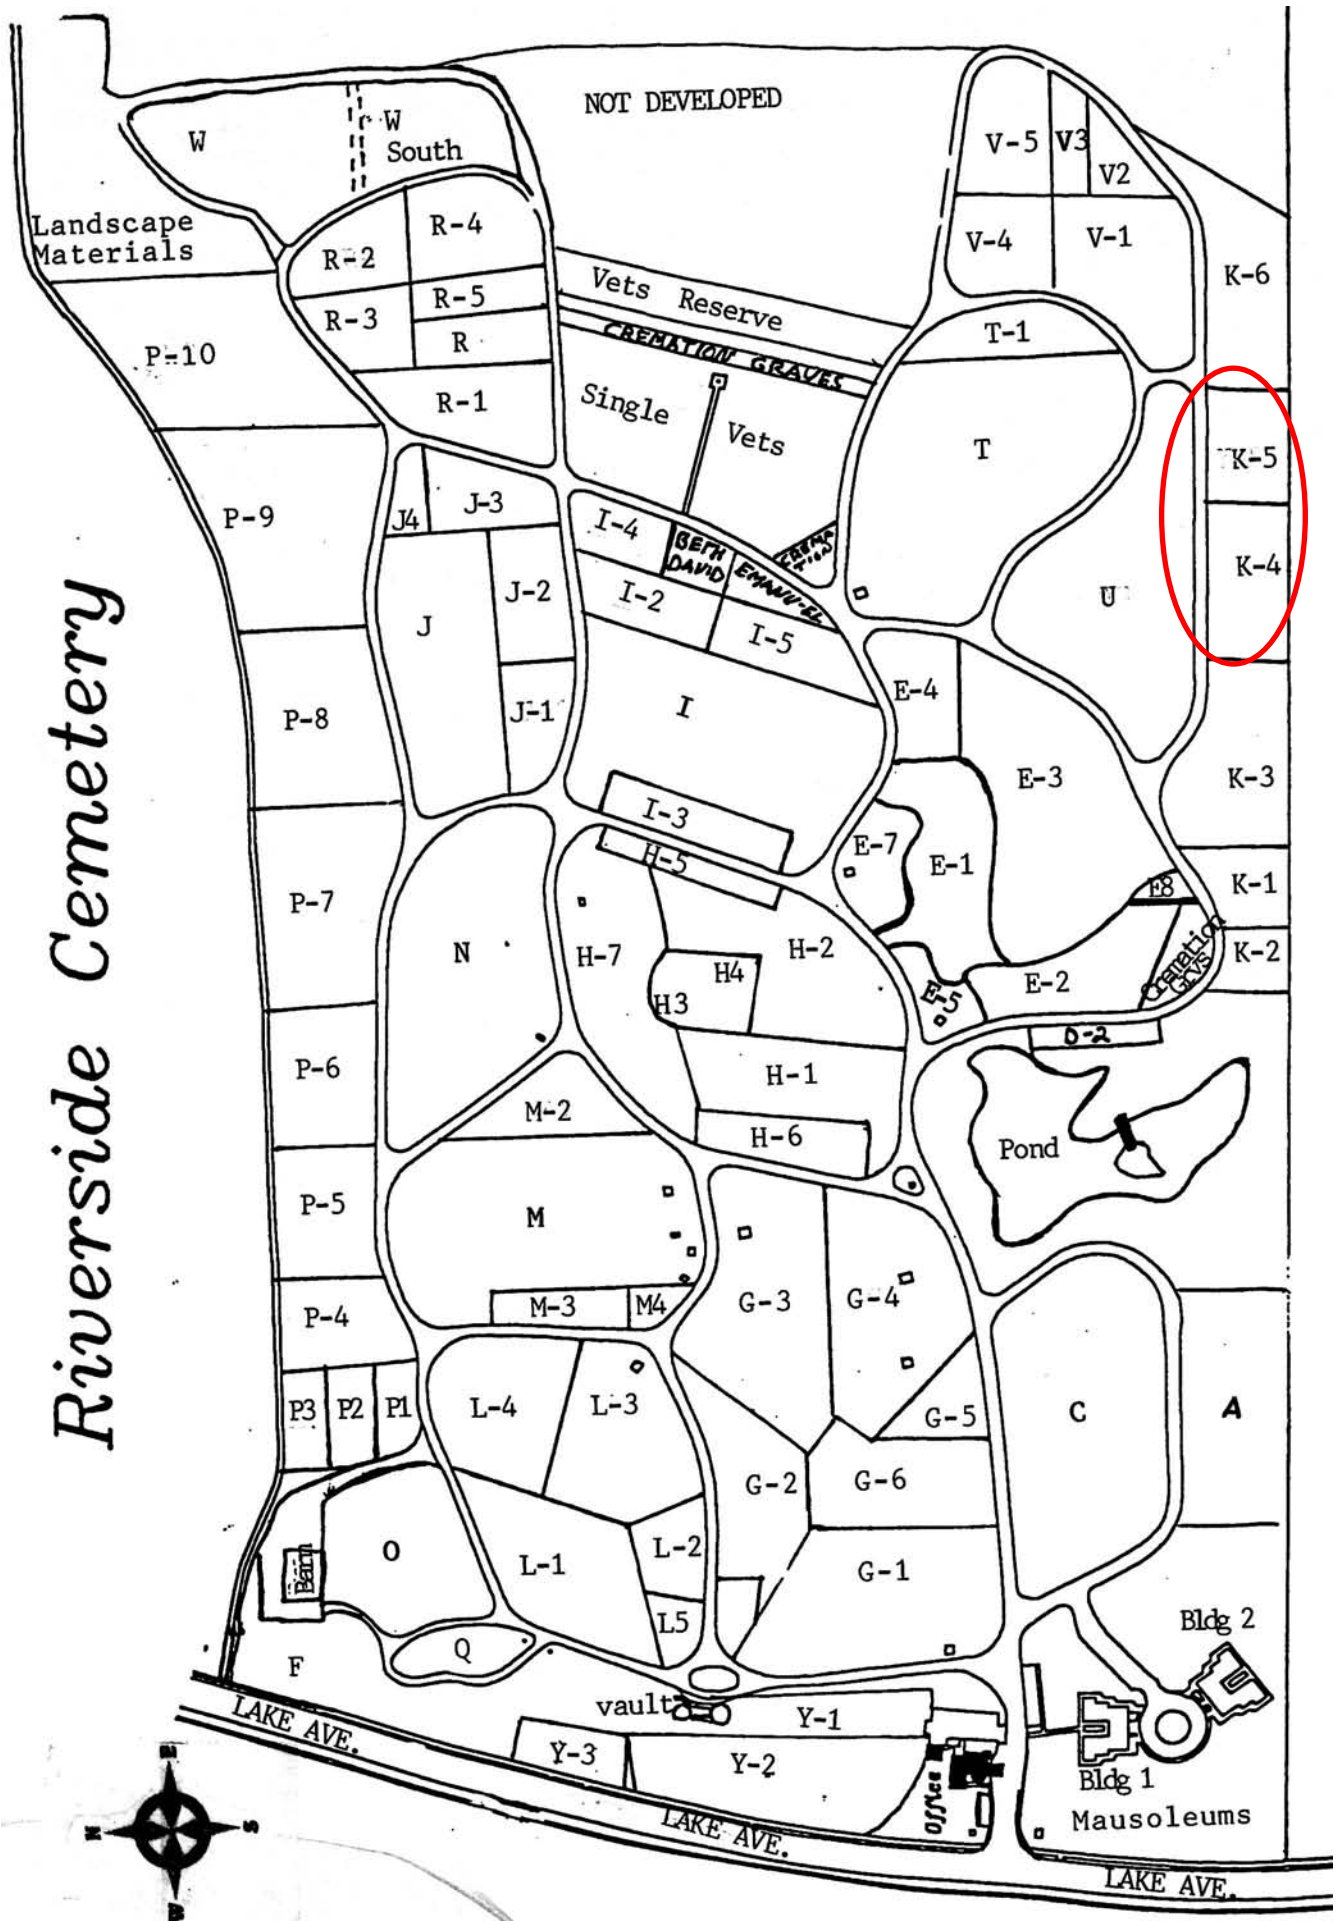 NOT DEVELOPED
W
W
South
V-5
V3
V2
Landscape
Materials
R-2
R-4
V-4
V-1
K-6
R-3
R-5
R
Vets Reserve
CREMATION GRAVES
T-1
P-10
R-1
Single
Vets
T
K-5
P-9
J4
J-3
I-4
BETH
DAVID
EMANU-EL
CREMA
TION
K-4
J
J-2
I-2
I-5
U
Riverside Cemetery
P-8
J-1
I
E-4
E-3
K-3
I-3
H-5
E-7
E-1
E8
K-1
P-7
N
H-7
H-2
H4
H3
E-5
E-2
Cremation
Grvs
K-2
D-2
P-6
H-1
M-2
H-6
Pond
P-5
M
P-4
M-3
M4
G-3
G-4
P3
P2
P1
L-4
L-3
G-5
C
A
G-2
G-6
Barn
O
L-1
L-2
G-1
L5
Q
F
Bldg 2
vault
Y-1
LAKE AVE.
Y-3
Y-2
Office
Bldg 1
Mausoleums
LAKE AVE.
LAKE AVE.
E
N
S
W